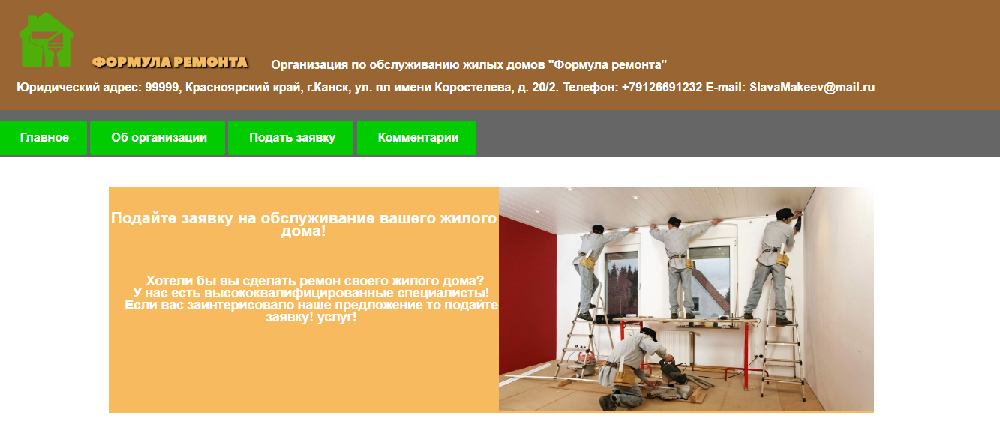 ФОРМУЛА РЕМОНТА Организация по обслуживанию жилых домов "Формула ремонта"
Юридический адрес: 99999, Красноярский край, г.Канск, ул. пл имени Коростелева, д. 20/2. Телефон: +79126691232 E-mail: SlavaMakeev@mail.ru
Главное Об организации Подать заявку Комментарии
Подайте заявку на обслуживание вашего жилого
дома!
Хотели бы вы сделать ремон своего жилого дома?
У нас есть высококвалифицированные специалисты!
Если вас заинтерисовало наше предложение то подайте
заявку! услуг!